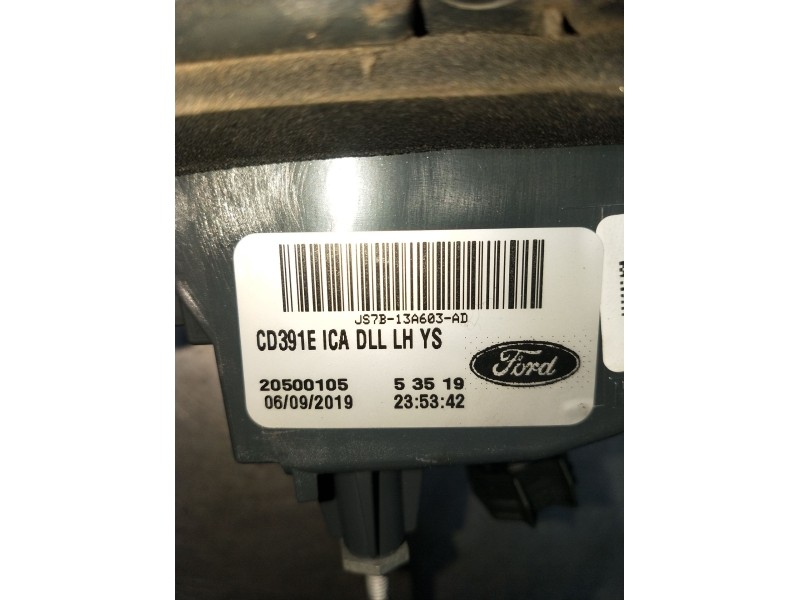 JS7B-13A603-AD
CD391E ICA DLL LH YS
Ford
20500105 5 35 19
06/09/2019 23:53:42